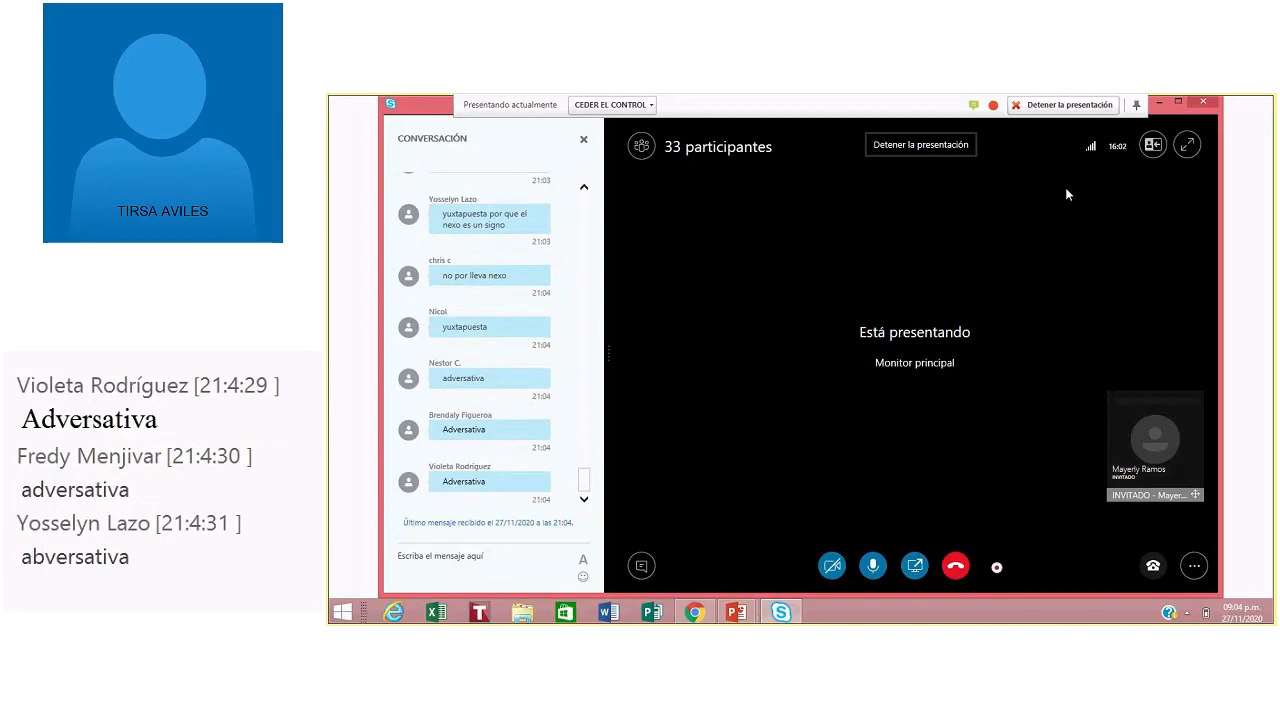 TIRSA AVILES
Violeta Rodríguez [21:4:29 ]
Adversativa
Fredy Menjivar [21:4:30 ]
adversativa
Yosselyn Lazo [21:4:31 ]
abversativa
Presentando actualmente
CEDER EL CONTROL
Detener la presentación
CONVERSACIÓN
21:03
Yosselyn Lazo
yuxtapuesta por que el
nexo es un signo
21:03
chris c
no por lleva nexo
21:04
Nicol
yuxtapuesta
21:04
Nestor C.
adversativa
21:04
Brendaly Figueroa
Adversativa
21:04
Violeta Rodríguez
Adversativa
21:04
Último mensaje recibido el 27/11/2020 a las 21:04.
Escriba el mensaje aquí
A
33 participantes
Detener la presentación
16:02
Está presentando
Monitor principal
Mayerly Ramos
INVITADO
INVITADO - Mayer...
09:04 p.m.
27/11/2020